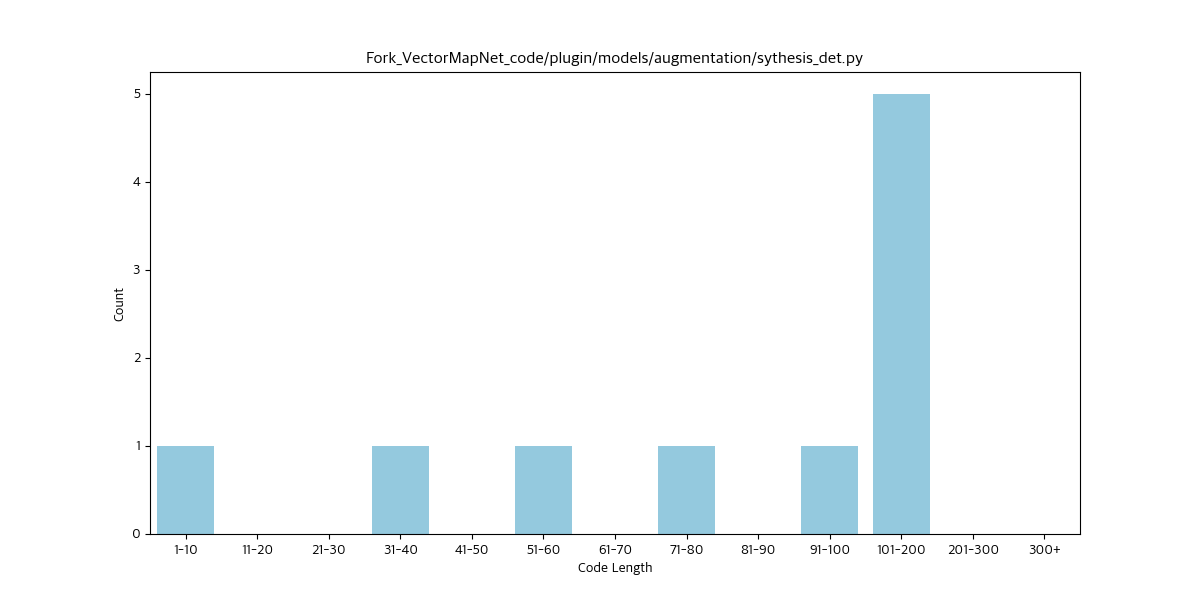 Fork_VectorMapNet_code/plugin/models/augmentation/sythesis_det.py
5
4
3
2
1
0
Count
1-10 11-20 21-30 31-40 41-50 51-60 61-70 71-80 81-90 91-100 101-200 201-300 300+
Code Length